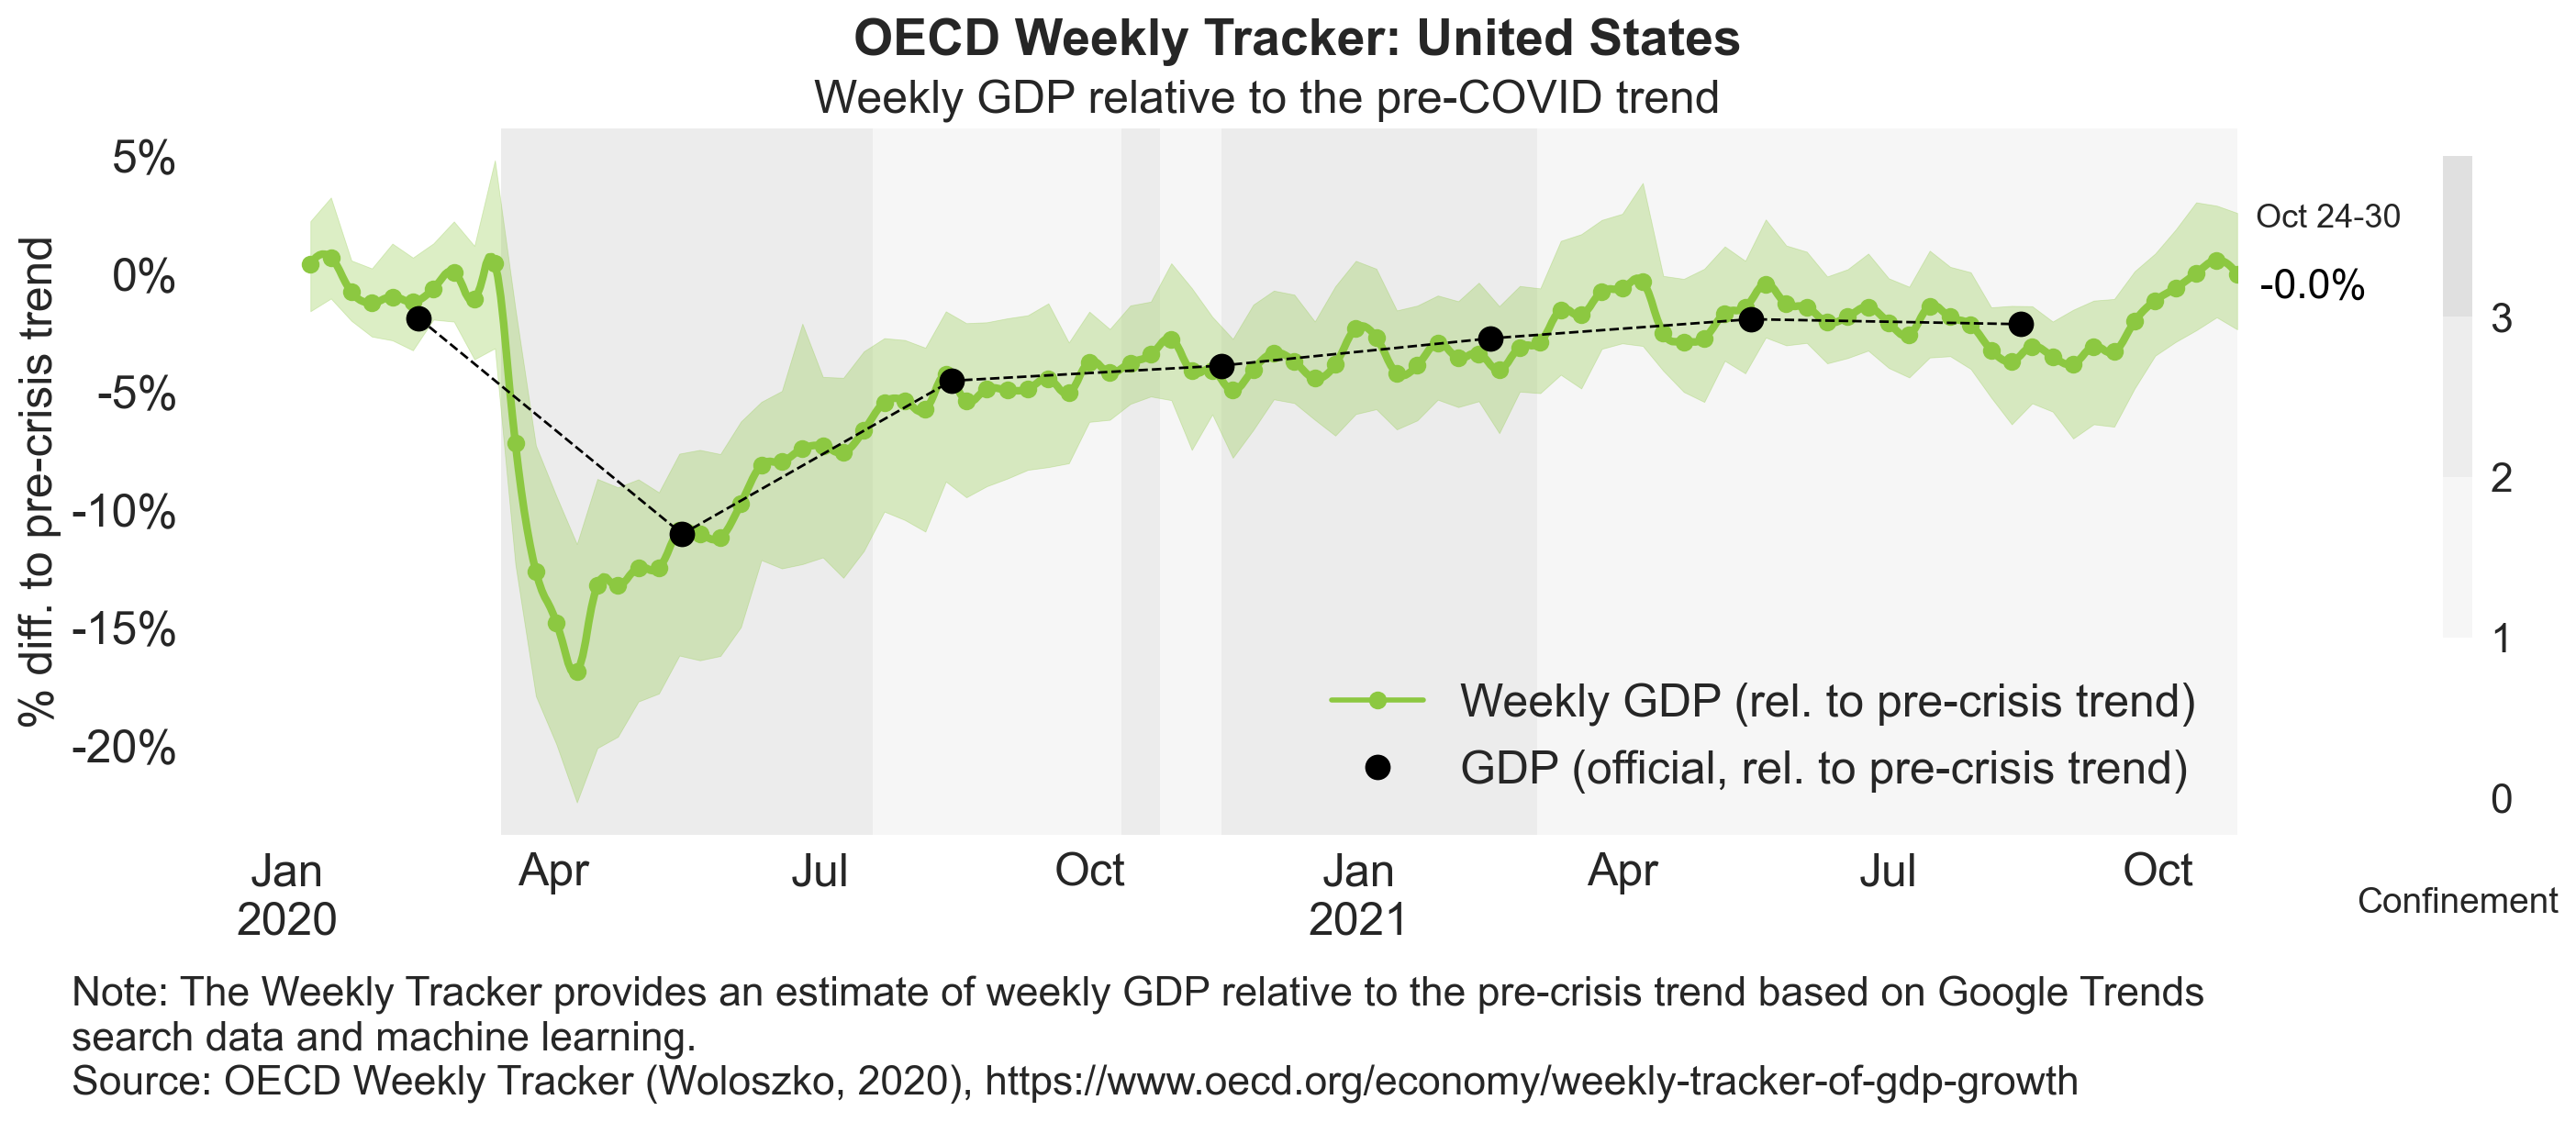 OECD Weekly Tracker: United States
Weekly GDP relative to the pre-COVID trend
% diff. to pre-crisis trend
5%
0%
-5%
-10%
-15%
-20%
Oct 24-30
-0.0%
3
2
1
0
Confinement
Weekly GDP (rel. to pre-crisis trend)
GDP (official, rel. to pre-crisis trend)
Jan Apr Jul Oct Jan Apr Jul Oct
2020 2021
Note: The Weekly Tracker provides an estimate of weekly GDP relative to the pre-crisis trend based on Google Trends
search data and machine learning.
Source: OECD Weekly Tracker (Woloszko, 2020), https://www.oecd.org/economy/weekly-tracker-of-gdp-growth